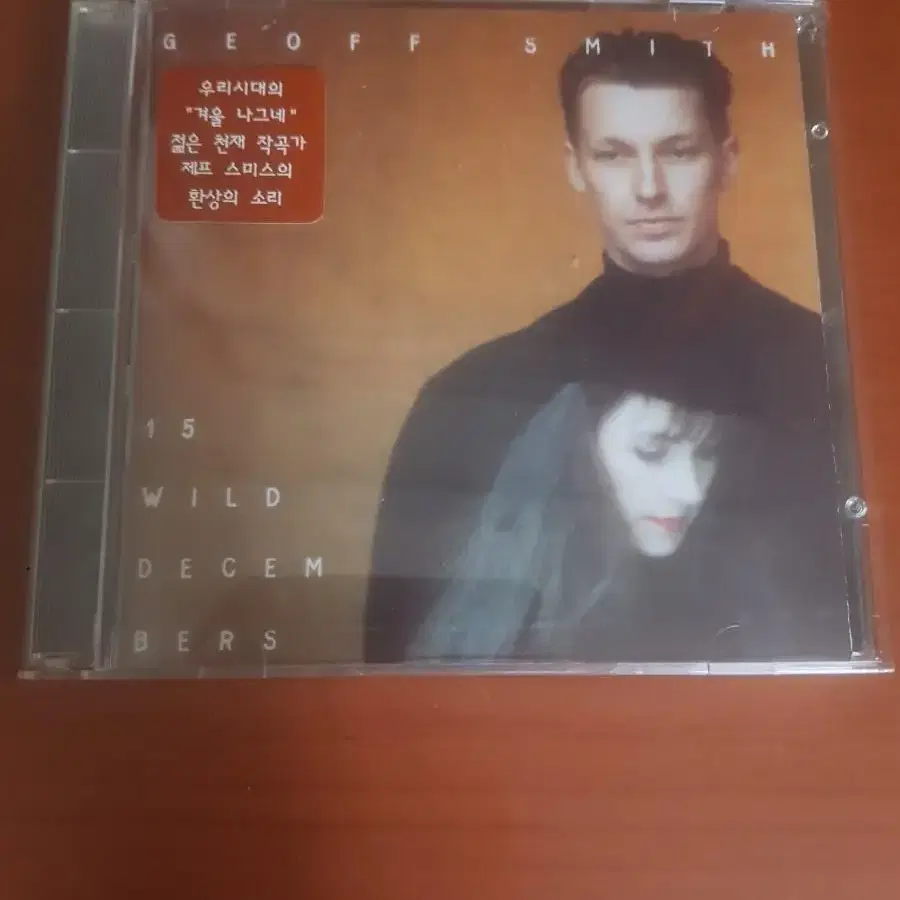 GEOFF SMITH
우리시대의
"겨울 나그네"
젊은 천재 작곡가
제프 스미스의
환상의 소리
15
WILD
DECEM
BERS